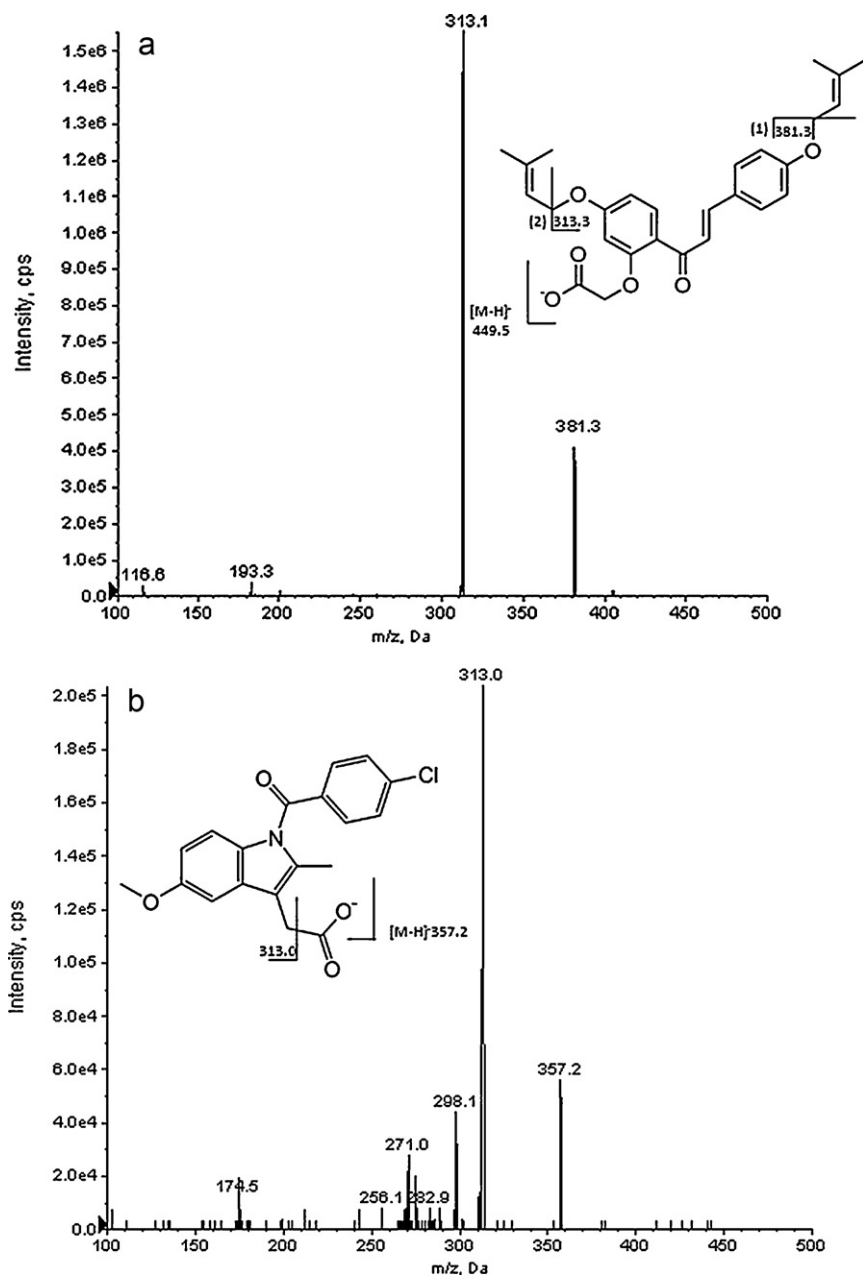 a
313.1
1.5e6
1.4e6
1.3e6
1.2e6
1.1e6
1.0e6
9.0e5
8.0e5
7.0e5
6.0e5
5.0e5
4.0e5
3.0e5
2.0e5
1.0e5
0.0
Intensity, cps
(1) 381.3
O
O
(2) 313.3
O
-O
O
O
[M-H]-
449.5
381.3
116.6
193.3
100 150 200 250 300 350 400 450 500
m/z, Da
b
313.0
2.0e5
1.8e5
1.6e5
1.4e5
1.2e5
1.0e5
8.0e4
6.0e4
4.0e4
2.0e4
0.0
Intensity, cps
Cl
O
N
O
O-
[M-H]-357.2
313.0
O
357.2
298.1
271.0
174.5
256.1
282.9
100 150 200 250 300 350 400 450 500
m/z, Da